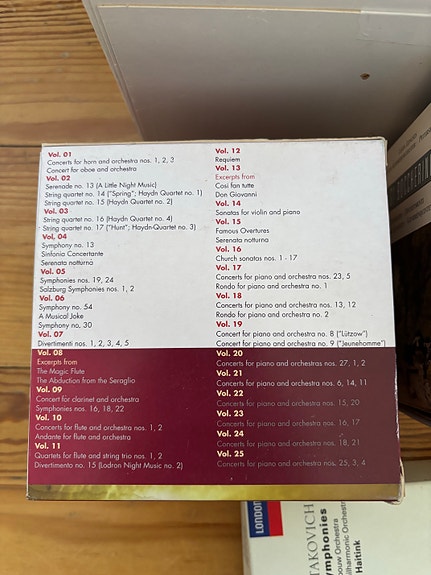 Vol. 01
Concerts for horn and orchestra nos. 1, 2, 3
Concert for oboe and orchestra
Vol. 02
Serenade no. 13 (A Little Night Music)
String quartet no. 14 ("Spring"; Haydn Quartet no. 1)
String quartet no. 15 (Haydn Quartet no. 2)
Vol. 03
String quartet no. 16 (Haydn Quartet no. 4)
String quartet no. 17 ("Hunt"; Haydn-Quartet no. 3)
Vol. 04
Symphony no. 13
Sinfonia Concertante
Serenata notturna
Vol. 05
Symphonies nos. 19, 24
Salzburg Symphonies nos. 1, 2
Vol. 06
Symphony no. 54
A Musical Joke
Symphony no. 30
Vol. 07
Divertimenti nos. 1, 2, 3, 4, 5
Vol. 08
Excerpts from
The Magic Flute
The Abduction from the Seraglio
Vol. 09
Concert for clarinet and orchestra
Symphonies nos. 16, 18, 22
Vol. 10
Concerts for flute and orchestra nos. 1, 2
Andante for flute and orchestra
Vol. 11
Quartets for flute and string trio nos. 1, 2
Divertimento no. 15 (Lodron Night Music no. 2)
Vol. 12
Requiem
Vol. 13
Excerpts from
Cosi fan tutte
Don Giovanni
Vol. 14
Sonatas for violin and piano
Vol. 15
Famous Overtures
Serenata notturna
Vol. 16
Church sonatas nos. 1 - 17
Vol. 17
Concerts for piano and orchestra nos. 23, 5
Rondo for piano and orchestra no. 1
Vol. 18
Concerts for piano and orchestra nos. 13, 12
Rondo for piano and orchestra no. 2
Vol. 19
Concert for piano and orchestra no. 8 ("Lützow")
Concert for piano and orchestra no. 9 ("Jeunehomme")
Vol. 20
Concerts for piano and orchestras nos. 27, 1, 2
Vol. 21
Concerts for piano and orchestra nos. 6, 14, 11
Vol. 22
Concerts for piano and orchestra nos. 15, 20
Vol. 23
Concerts for piano and orchestra nos. 16, 17
Vol. 24
Concerts for piano and orchestra nos. 18, 21
Vol. 25
Concerts for piano and orchestra nos. 25, 3, 4
LONDON
TAKOVICH
ymphonies
ouw Orchestra
ilharmonic Orchestra
Haitink